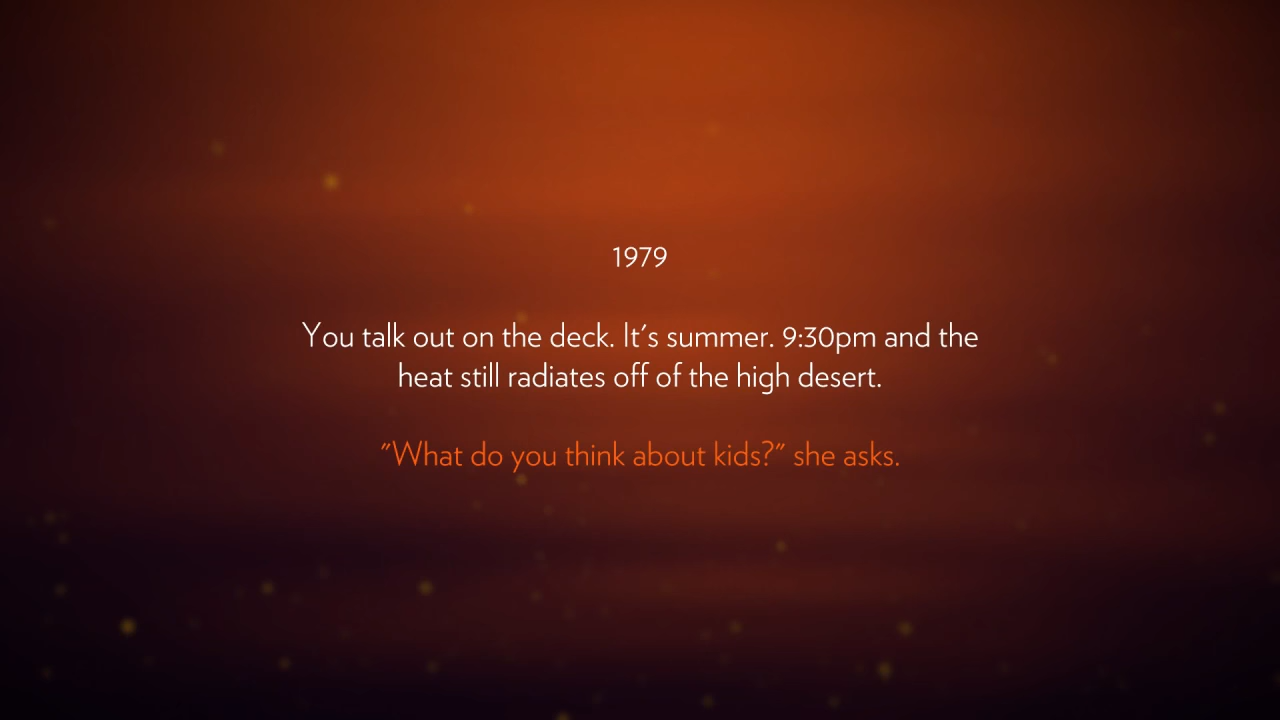 1979
You talk out on the deck. It's summer. 9:30pm and the
heat still radiates off of the high desert.
"What do you think about kids?" she asks.